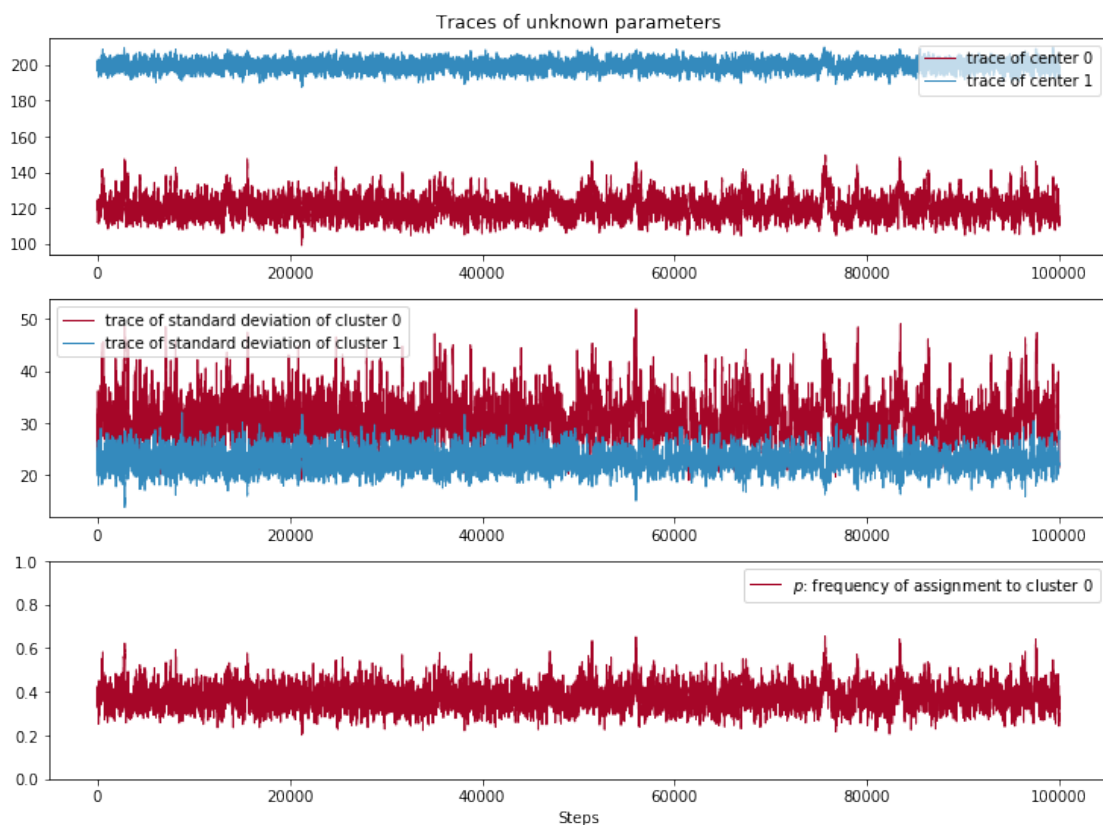 Traces of unknown parameters
200
180
160
140
120
100
trace of center 0
trace of center 1
0 20000 40000 60000 80000 100000
50
40
30
20
trace of standard deviation of cluster 0
trace of standard deviation of cluster 1
0 20000 40000 60000 80000 100000
1.0
0.8
0.6
0.4
0.2
0.0
p: frequency of assignment to cluster 0
0 20000 40000 60000 80000 100000
Steps